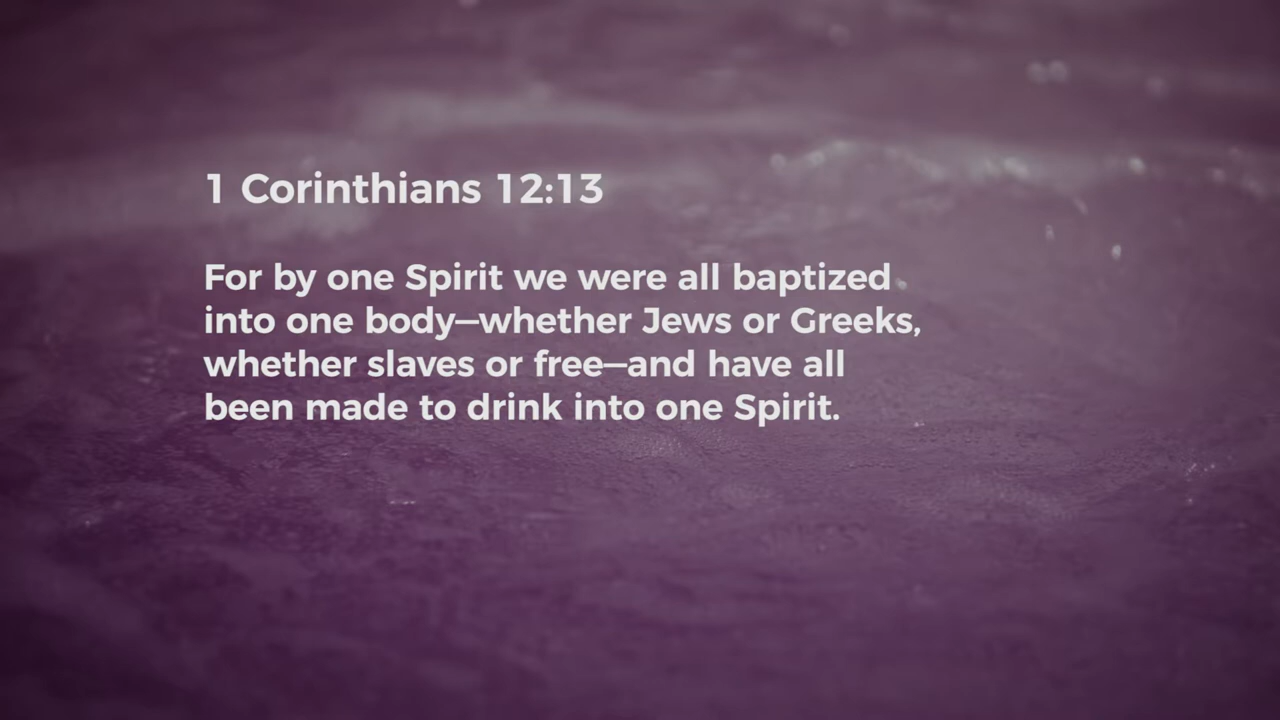 1 Corinthians 12:13
For by one Spirit we were all baptized
into one body—whether Jews or Greeks,
whether slaves or free—and have all
been made to drink into one Spirit.